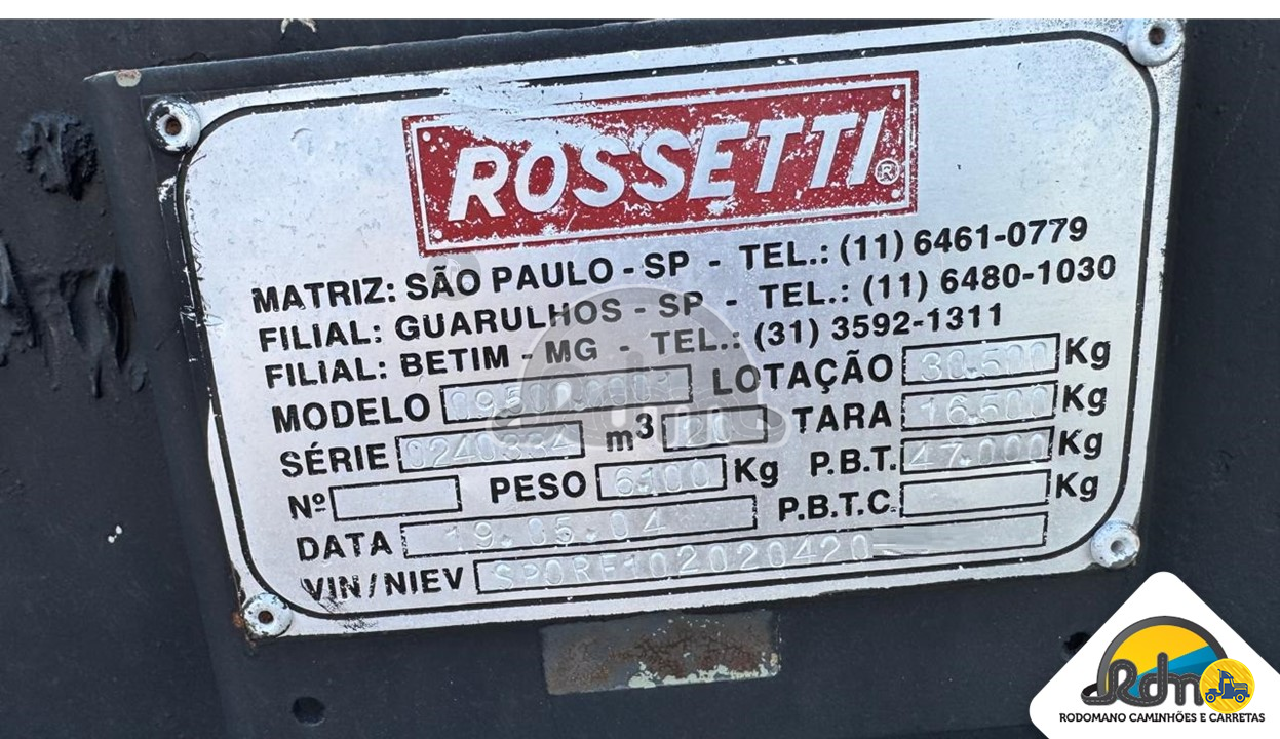 ROSSETTI®
MATRIZ: SÃO PAULO - SP - TEL.: (11) 6461-0779
FILIAL: GUARULHOS - SP - TEL.: (11) 6480-1030
FILIAL: BETIM - MG - TEL.: (31) 3592-1311
MODELO LOTAÇÃO 30.500 Kg
SÉRIE m³ 20 TARA 16.500 Kg
Nº PESO 6100 Kg P.B.T. 47.000 Kg
DATA 19.05.04 P.B.T.C. Kg
VIN/NIEV
Rdm
RODOMANO CAMINHÕES E CARRETAS